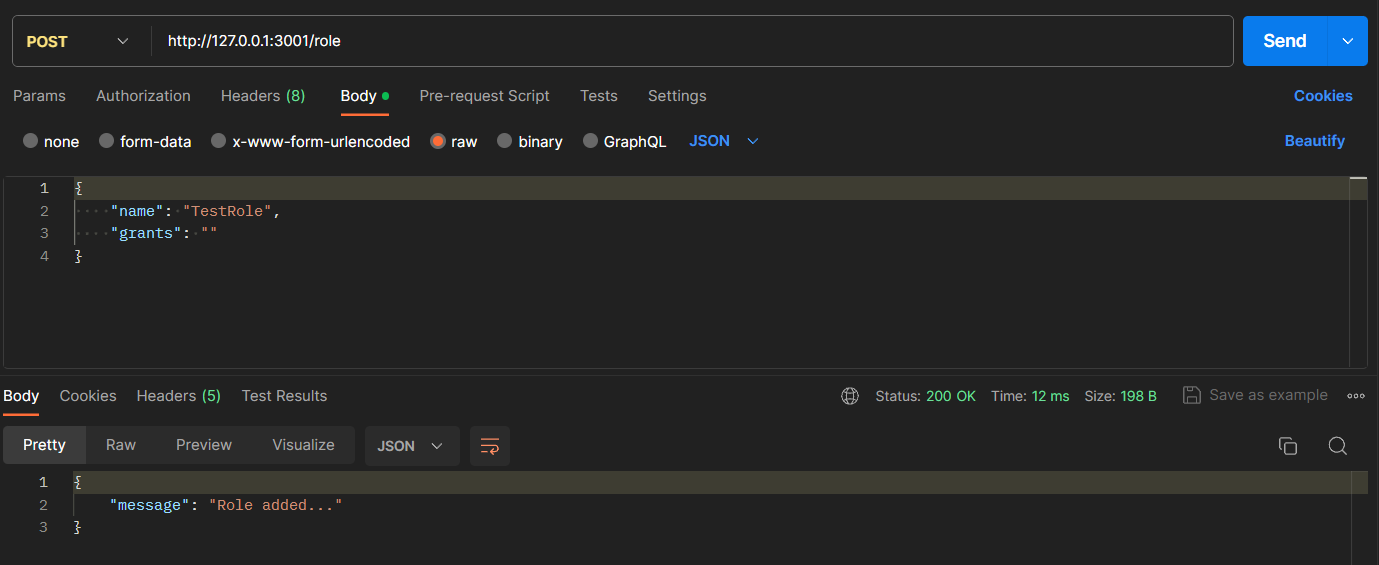 POST http://127.0.0.1:3001/role Send
Params Authorization Headers (8) Body Pre-request Script Tests Settings Cookies
none form-data x-www-form-urlencoded raw binary GraphQL JSON Beautify
1 {
2 "name": "TestRole",
3 "grants": ""
4 }
Body Cookies Headers (5) Test Results Status: 200 OK Time: 12 ms Size: 198 B Save as example
Pretty Raw Preview Visualize JSON
1 {
2 "message": "Role added..."
3 }